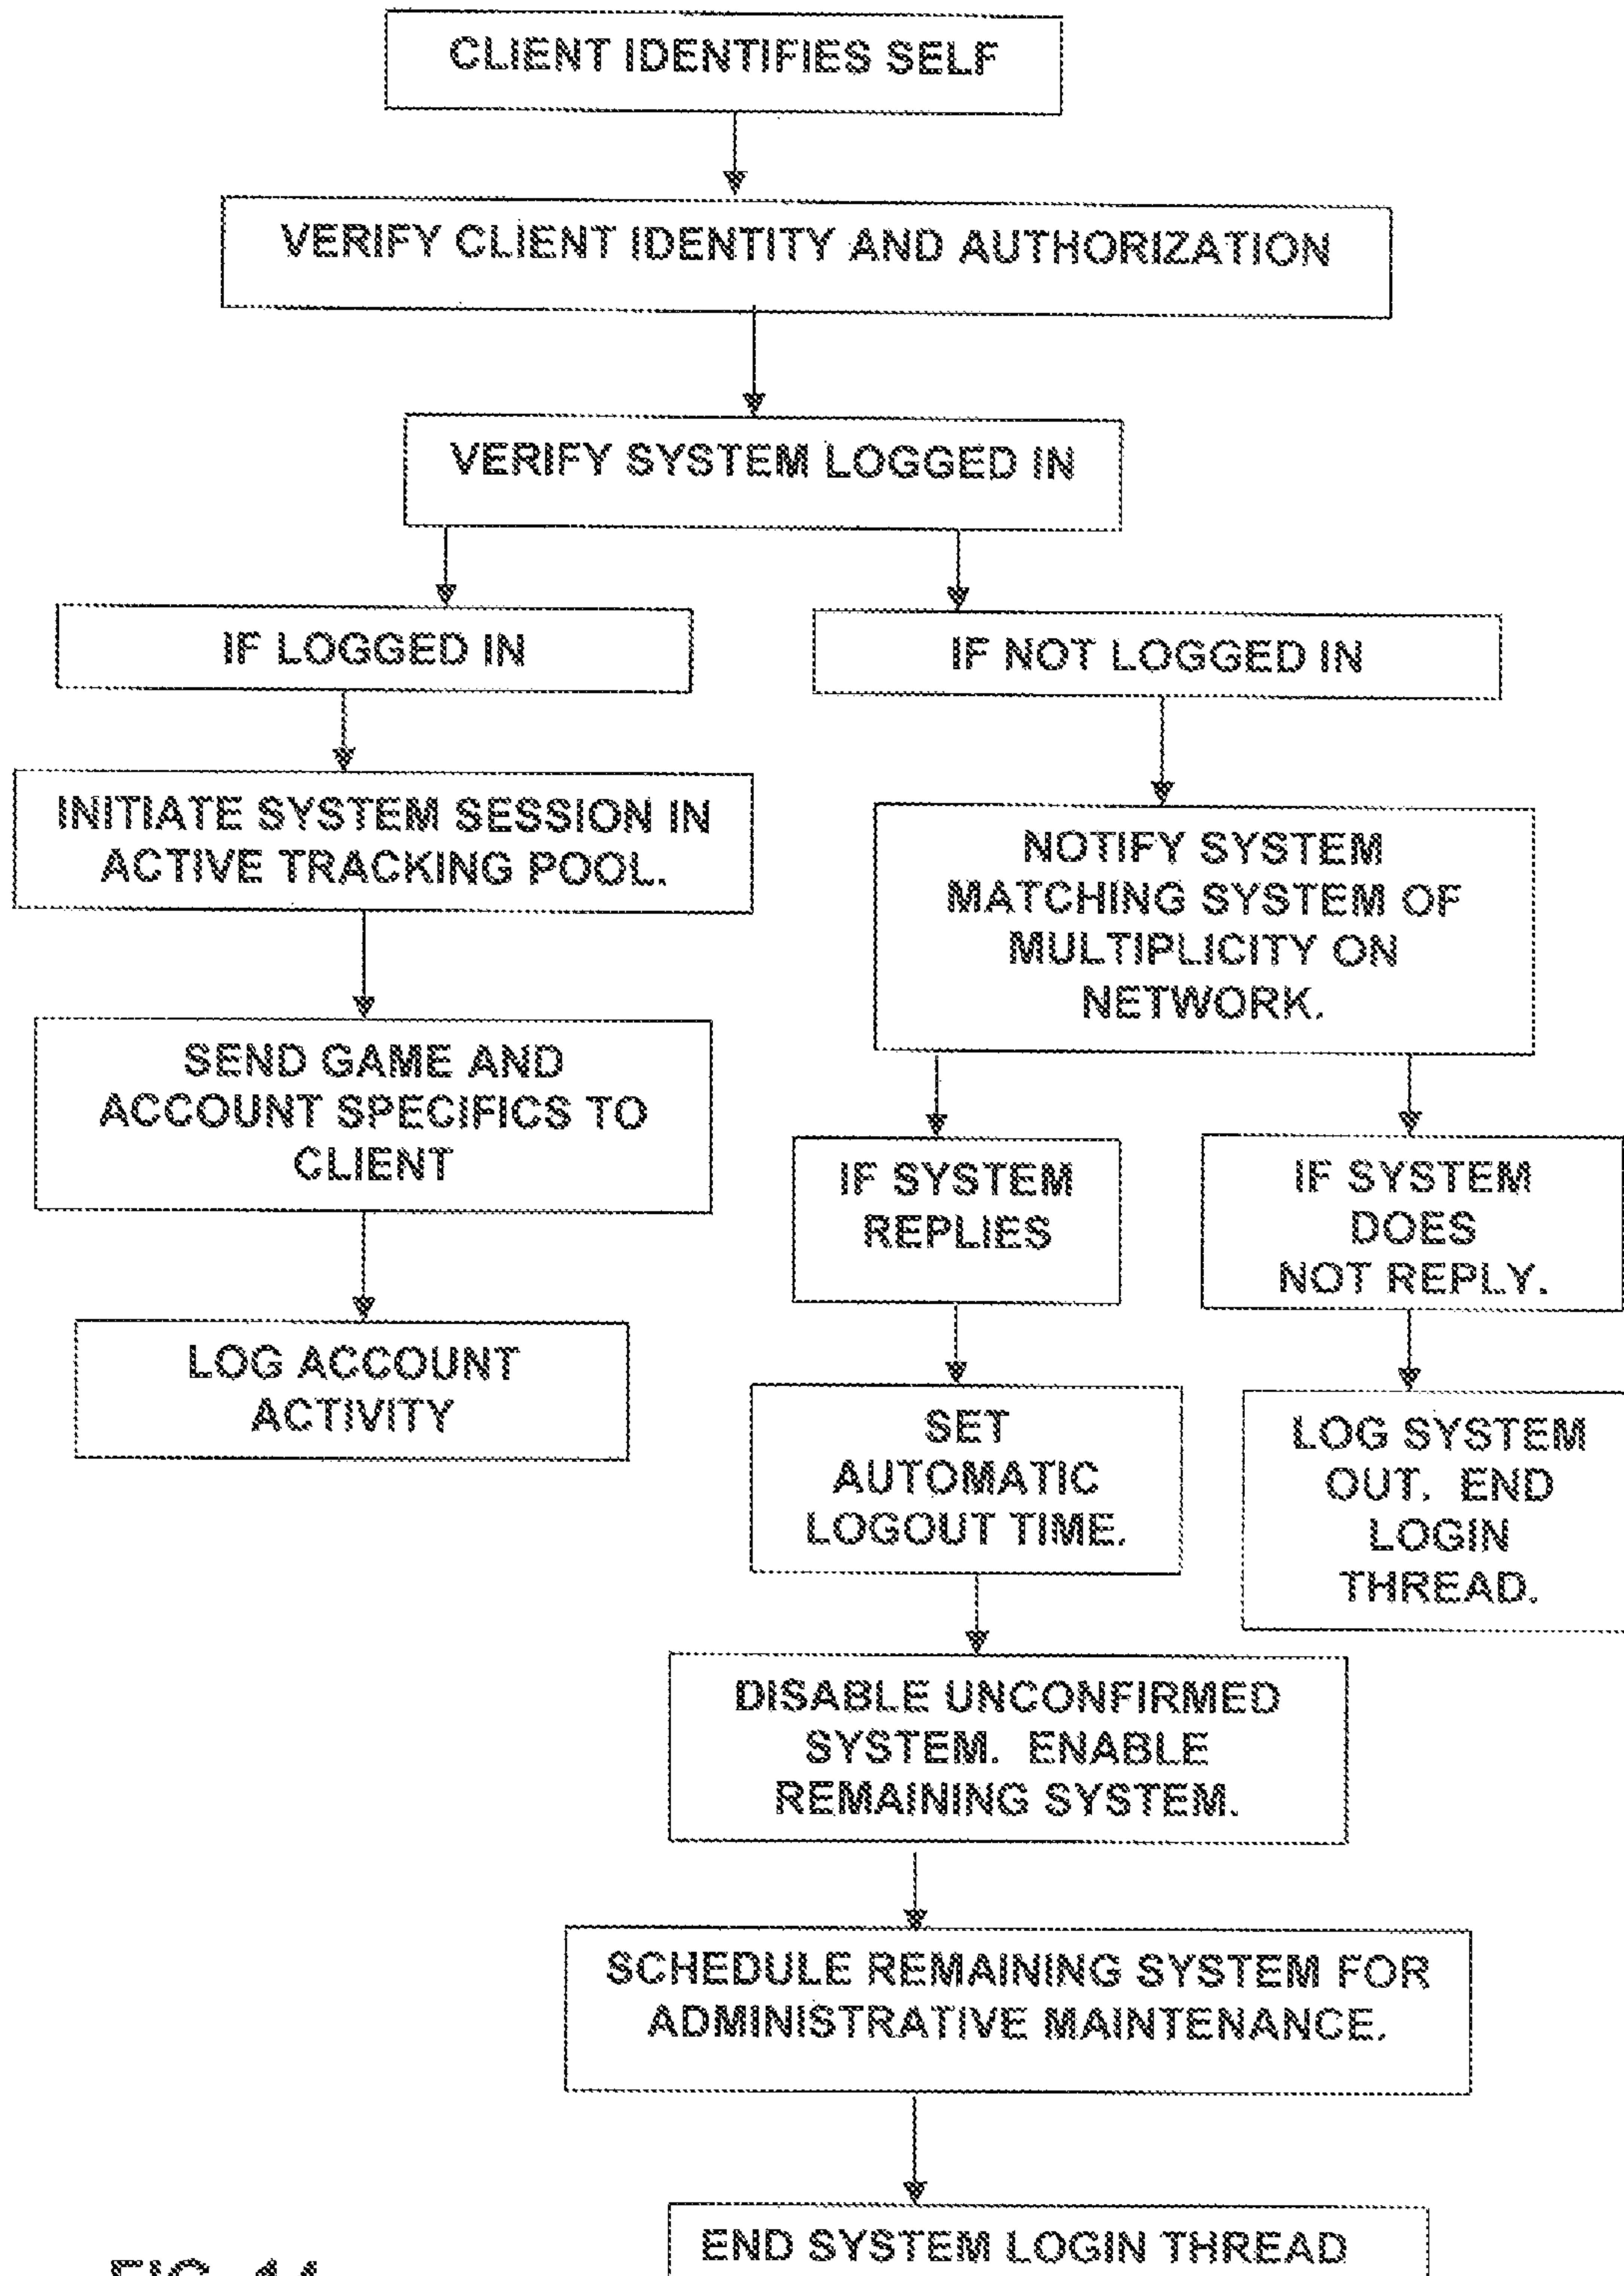 CLIENT IDENTIFIES SELF
VERIFY CLIENT IDENTITY AND AUTHORIZATION
VERIFY SYSTEM LOGGED IN
IF LOGGED IN
IF NOT LOGGED IN
INITIATE SYSTEM SESSION IN
ACTIVE TRACKING POOL.
SEND GAME AND
ACCOUNT SPECIFICS TO
CLIENT
LOG ACCOUNT
ACTIVITY
NOTIFY SYSTEM
MATCHING SYSTEM OF
MULTIPLICITY ON
NETWORK.
IF SYSTEM
REPLIES
IF SYSTEM
DOES
NOT REPLY.
SET
AUTOMATIC
LOGOUT TIME.
LOG SYSTEM
OUT. END
LOGIN
THREAD.
DISABLE UNCONFIRMED
SYSTEM. ENABLE
REMAINING SYSTEM.
SCHEDULE REMAINING SYSTEM FOR
ADMINISTRATIVE MAINTENANCE.
END SYSTEM LOGIN THREAD
FIG.